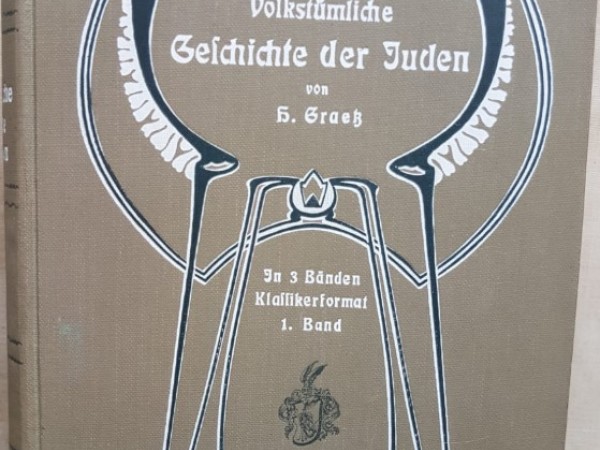 Volkstümliche
Geschichte der Juden
von
H. Graetz
In 3 Bänden
Klassikerformat
1. Band